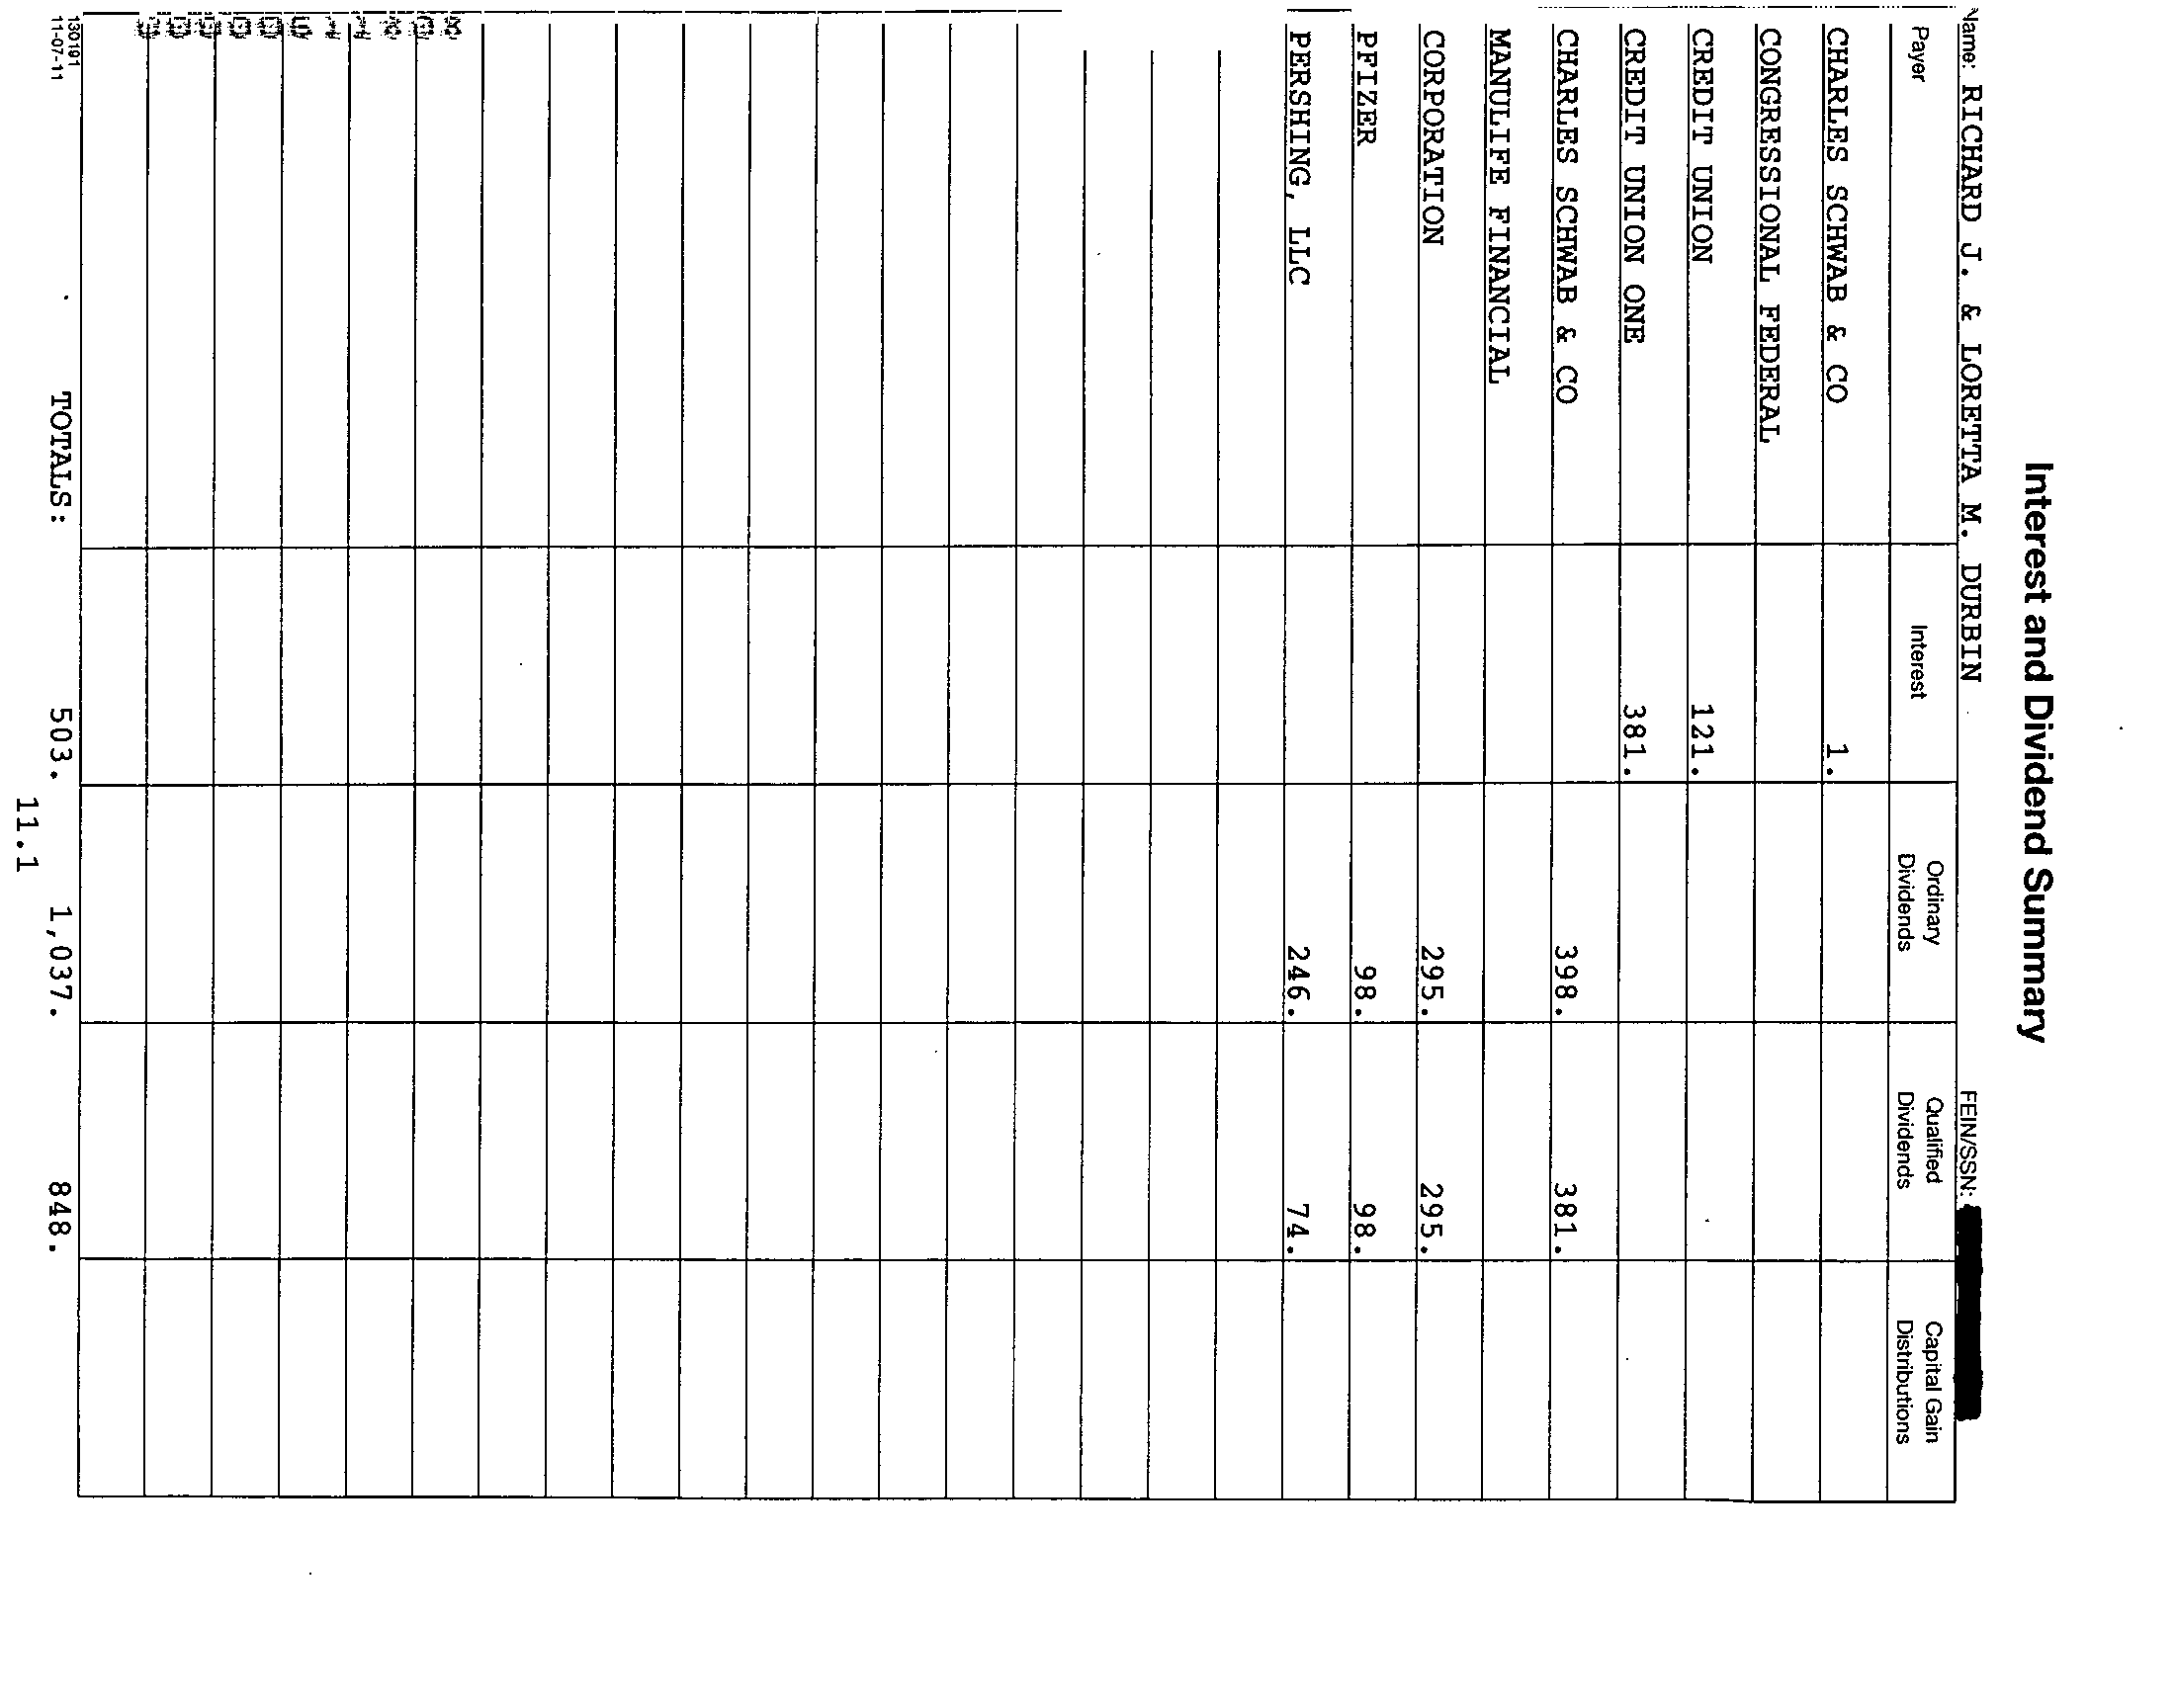 Interest and Dividend Summary
Name: RICHARD J. & LORETTA M. DURBIN FEIN/SSN:
Payer Interest Ordinary Dividends Qualified Dividends Capital Gain Distributions
CHARLES SCHWAB & CO 1.
CONGRESSIONAL FEDERAL
CREDIT UNION 121.
CREDIT UNION ONE 381.
CHARLES SCHWAB & CO 398. 381.
MANULIFE FINANCIAL
CORPORATION 295. 295.
PFIZER 98. 98.
PERSHING, LLC 246. 74.
TOTALS: 503. 1,037. 848.
130191
11-07-11
11.1